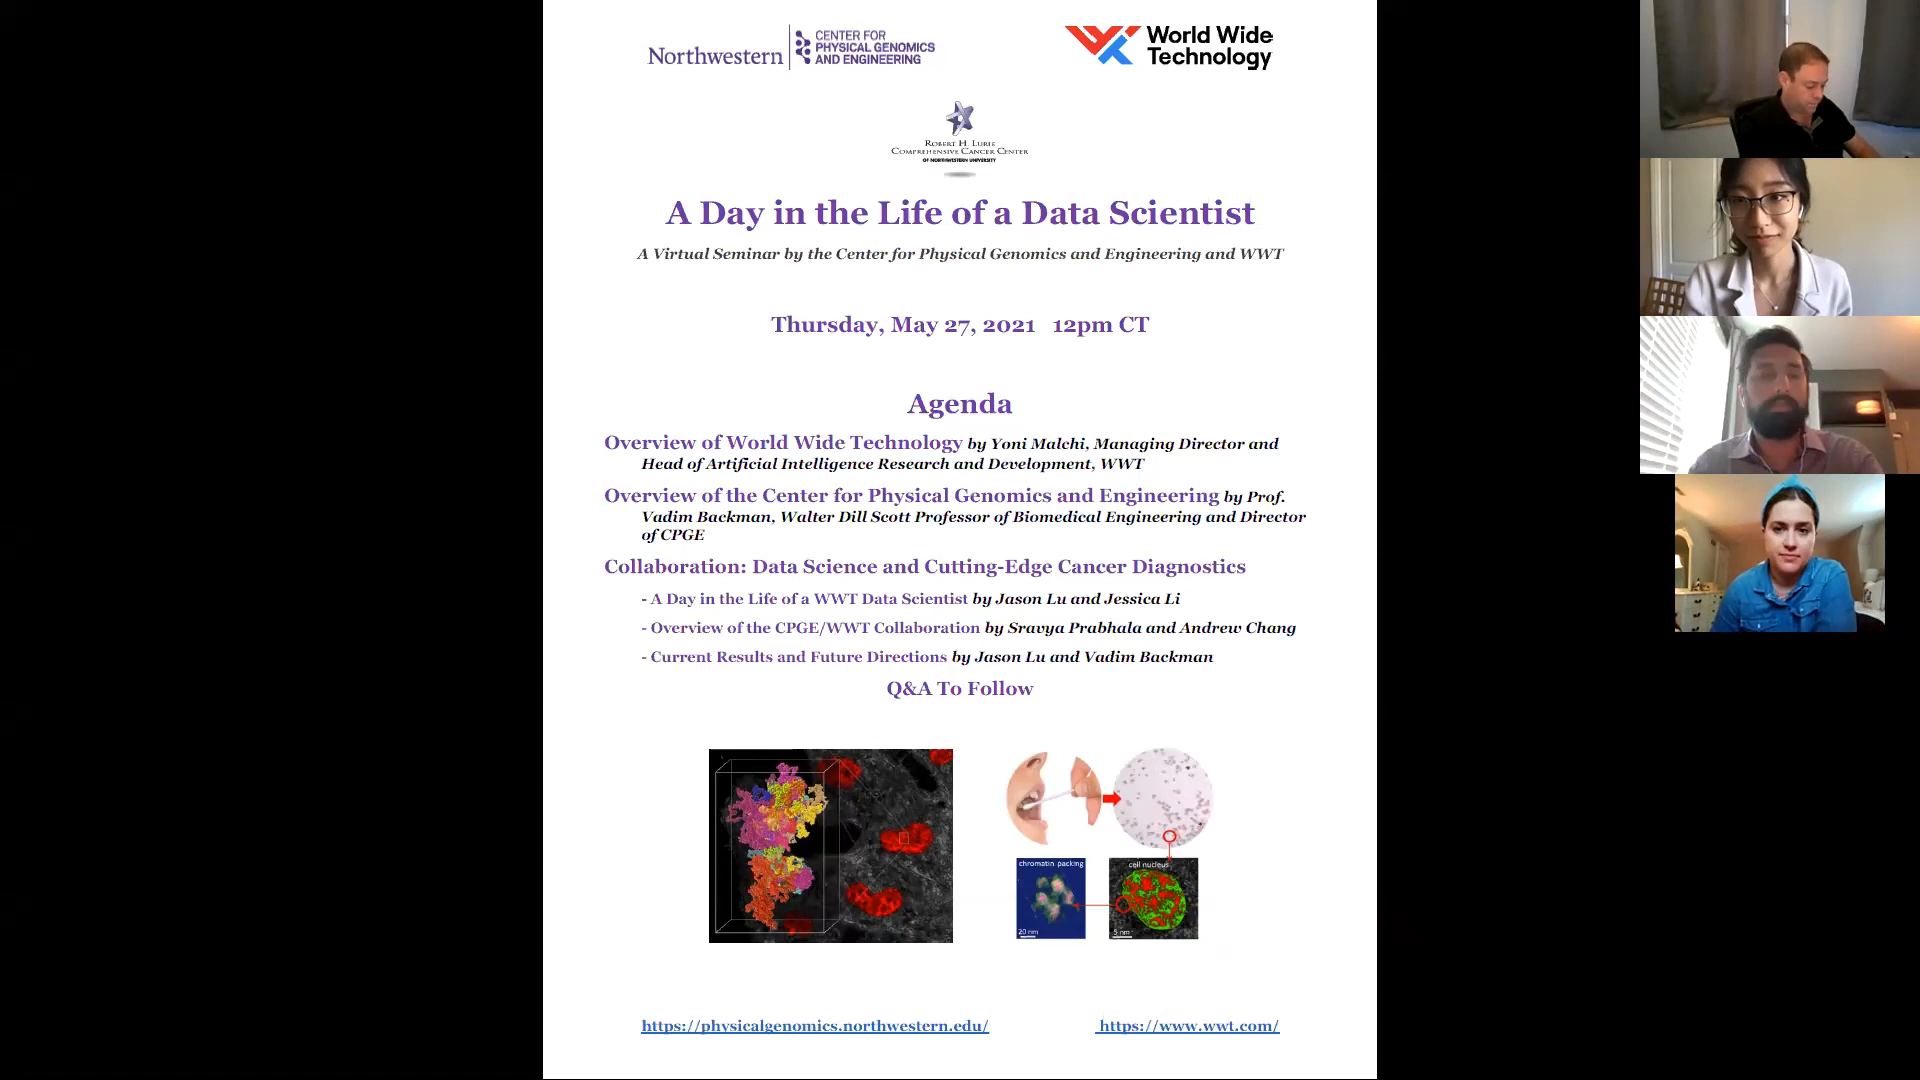 Northwestern
CENTER FOR
PHYSICAL GENOMICS
AND ENGINEERING
World Wide
Technology
ROBERT H. LURIE
COMPREHENSIVE CANCER CENTER
OF NORTHWESTERN UNIVERSITY
A Day in the Life of a Data Scientist
A Virtual Seminar by the Center for Physical Genomics and Engineering and WWT
Thursday, May 27, 2021 12pm CT
Agenda
Overview of World Wide Technology by Yoni Malchi, Managing Director and
Head of Artificial Intelligence Research and Development, WWT
Overview of the Center for Physical Genomics and Engineering by Prof.
Vadim Backman, Walter Dill Scott Professor of Biomedical Engineering and Director
of CPGE
Collaboration: Data Science and Cutting-Edge Cancer Diagnostics
- A Day in the Life of a WWT Data Scientist by Jason Lu and Jessica Li
- Overview of the CPGE/WWT Collaboration by Sravya Prabhala and Andrew Chang
- Current Results and Future Directions by Jason Lu and Vadim Backman
Q&A To Follow
chromatin packing
cell nucleus
20 nm
5 nm
https://physicalgenomics.northwestern.edu/
https://www.wwt.com/